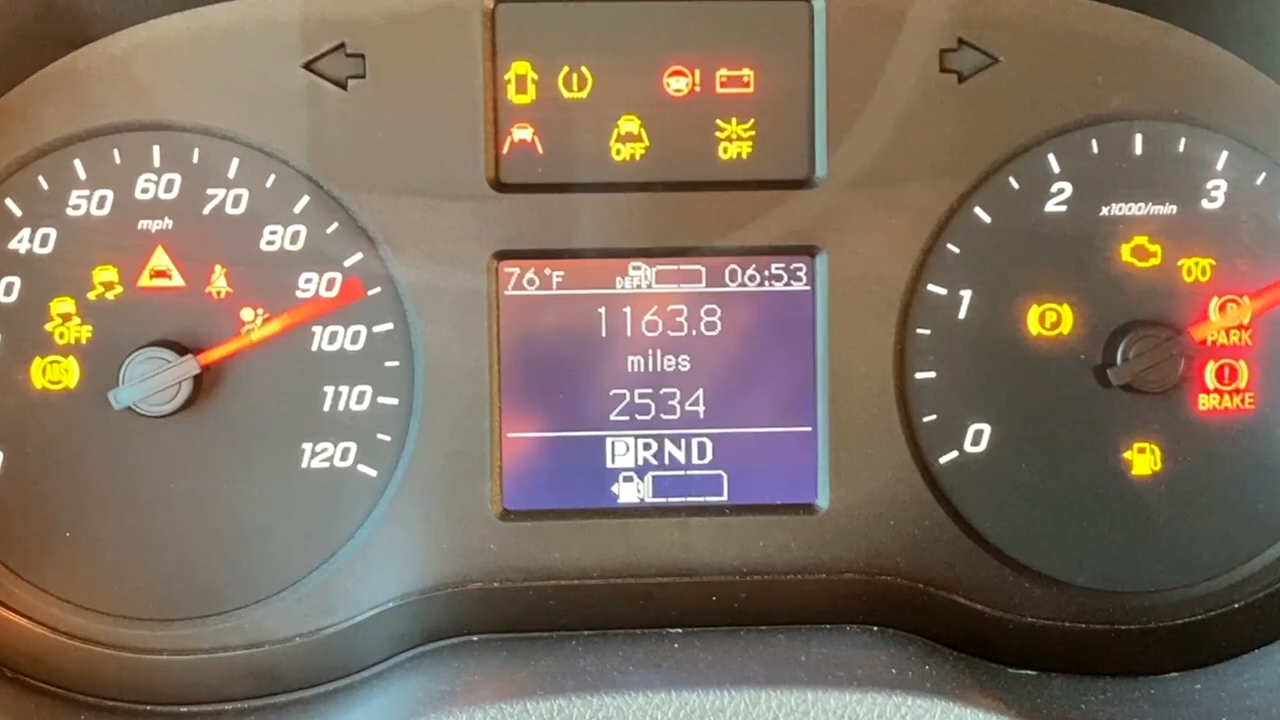 OFF
OFF
40
50
60
70
80
90
100
110
120
mph
OFF
ABS
76°F
DEF
06:53
1163.8
miles
2534
PRND
0
1
2
3
x1000/min
P
P
PARK
!
BRAKE